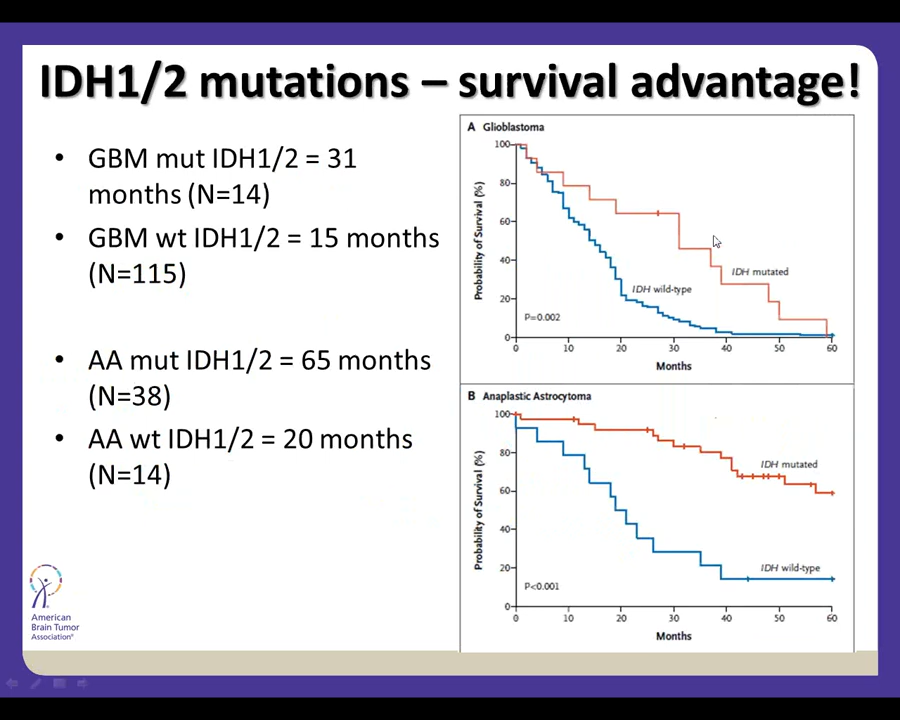 IDH1/2 mutations – survival advantage!
• GBM mut IDH1/2 = 31
months (N=14)
• GBM wt IDH1/2 = 15 months
(N=115)
• AA mut IDH1/2 = 65 months
(N=38)
• AA wt IDH1/2 = 20 months
(N=14)
American
Brain Tumor
Association®
A Glioblastoma
Probability of Survival (%)
100
80
60
40
20
0
IDH mutated
IDH wild-type
P=0.002
0 10 20 30 40 50 60
Months
B Anaplastic Astrocytoma
Probability of Survival (%)
100
80
60
40
20
0
IDH mutated
IDH wild-type
P<0.001
0 10 20 30 40 50 60
Months